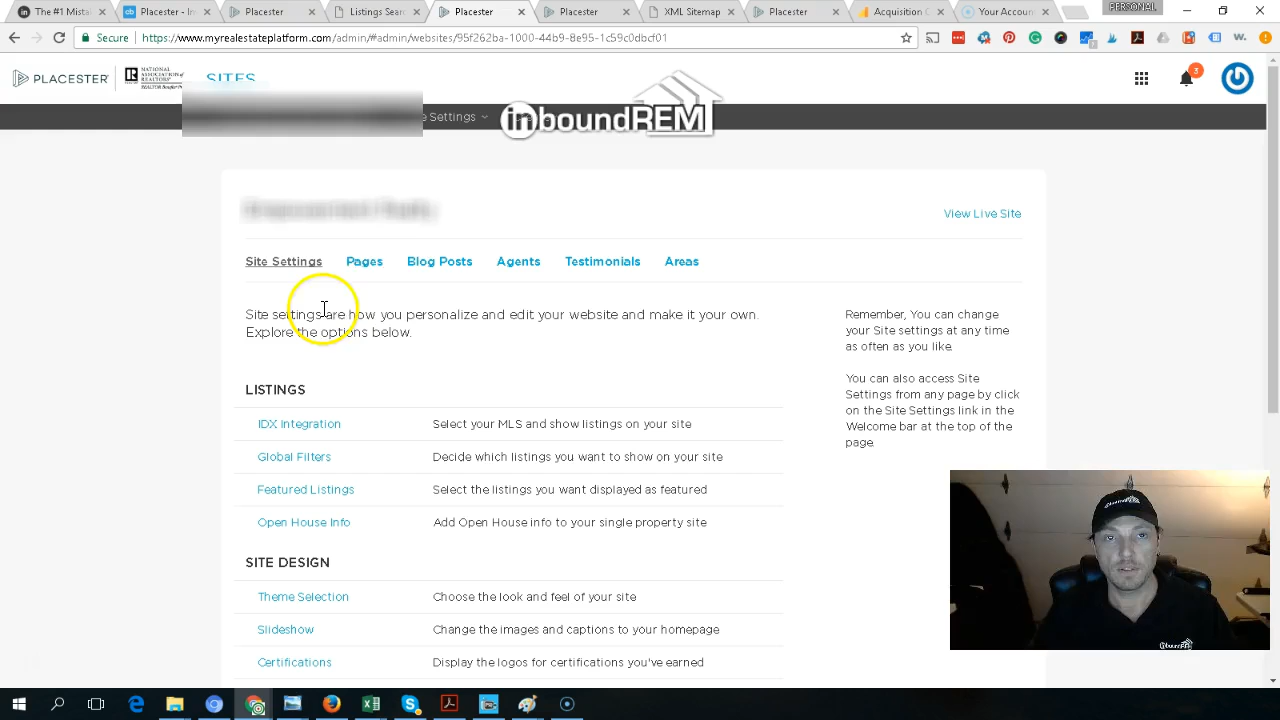 The #1 Mista
Placester - In
Placester
Listings Sear
Placester
Placester
XML Sitemap
Placester
Acquisition C
Your Accoun
PERSONAL
Secure
https://www.myrealestateplatform.com/admin/#admin/websites/95f262ba-1000-44b9-8e95-1c59c0dbcf01
PLACESTER
NATIONAL ASSOCIATION of REALTORS
SITES
3
e Settings
inboundREM
View Live Site
Site Settings
Pages
Blog Posts
Agents
Testimonials
Areas
Site settings are how you personalize and edit your website and make it your own.
Explore the options below.
Remember, You can change
your Site settings at any time
as often as you like.
You can also access Site
Settings from any page by click
on the Site Settings link in the
Welcome bar at the top of the
page.
LISTINGS
IDX Integration
Select your MLS and show listings on your site
Global Filters
Decide which listings you want to show on your site
Featured Listings
Select the listings you want displayed as featured
Open House Info
Add Open House info to your single property site
SITE DESIGN
Theme Selection
Choose the look and feel of your site
Slideshow
Change the images and captions to your homepage
Certifications
Display the logos for certifications you've earned
inboundREM